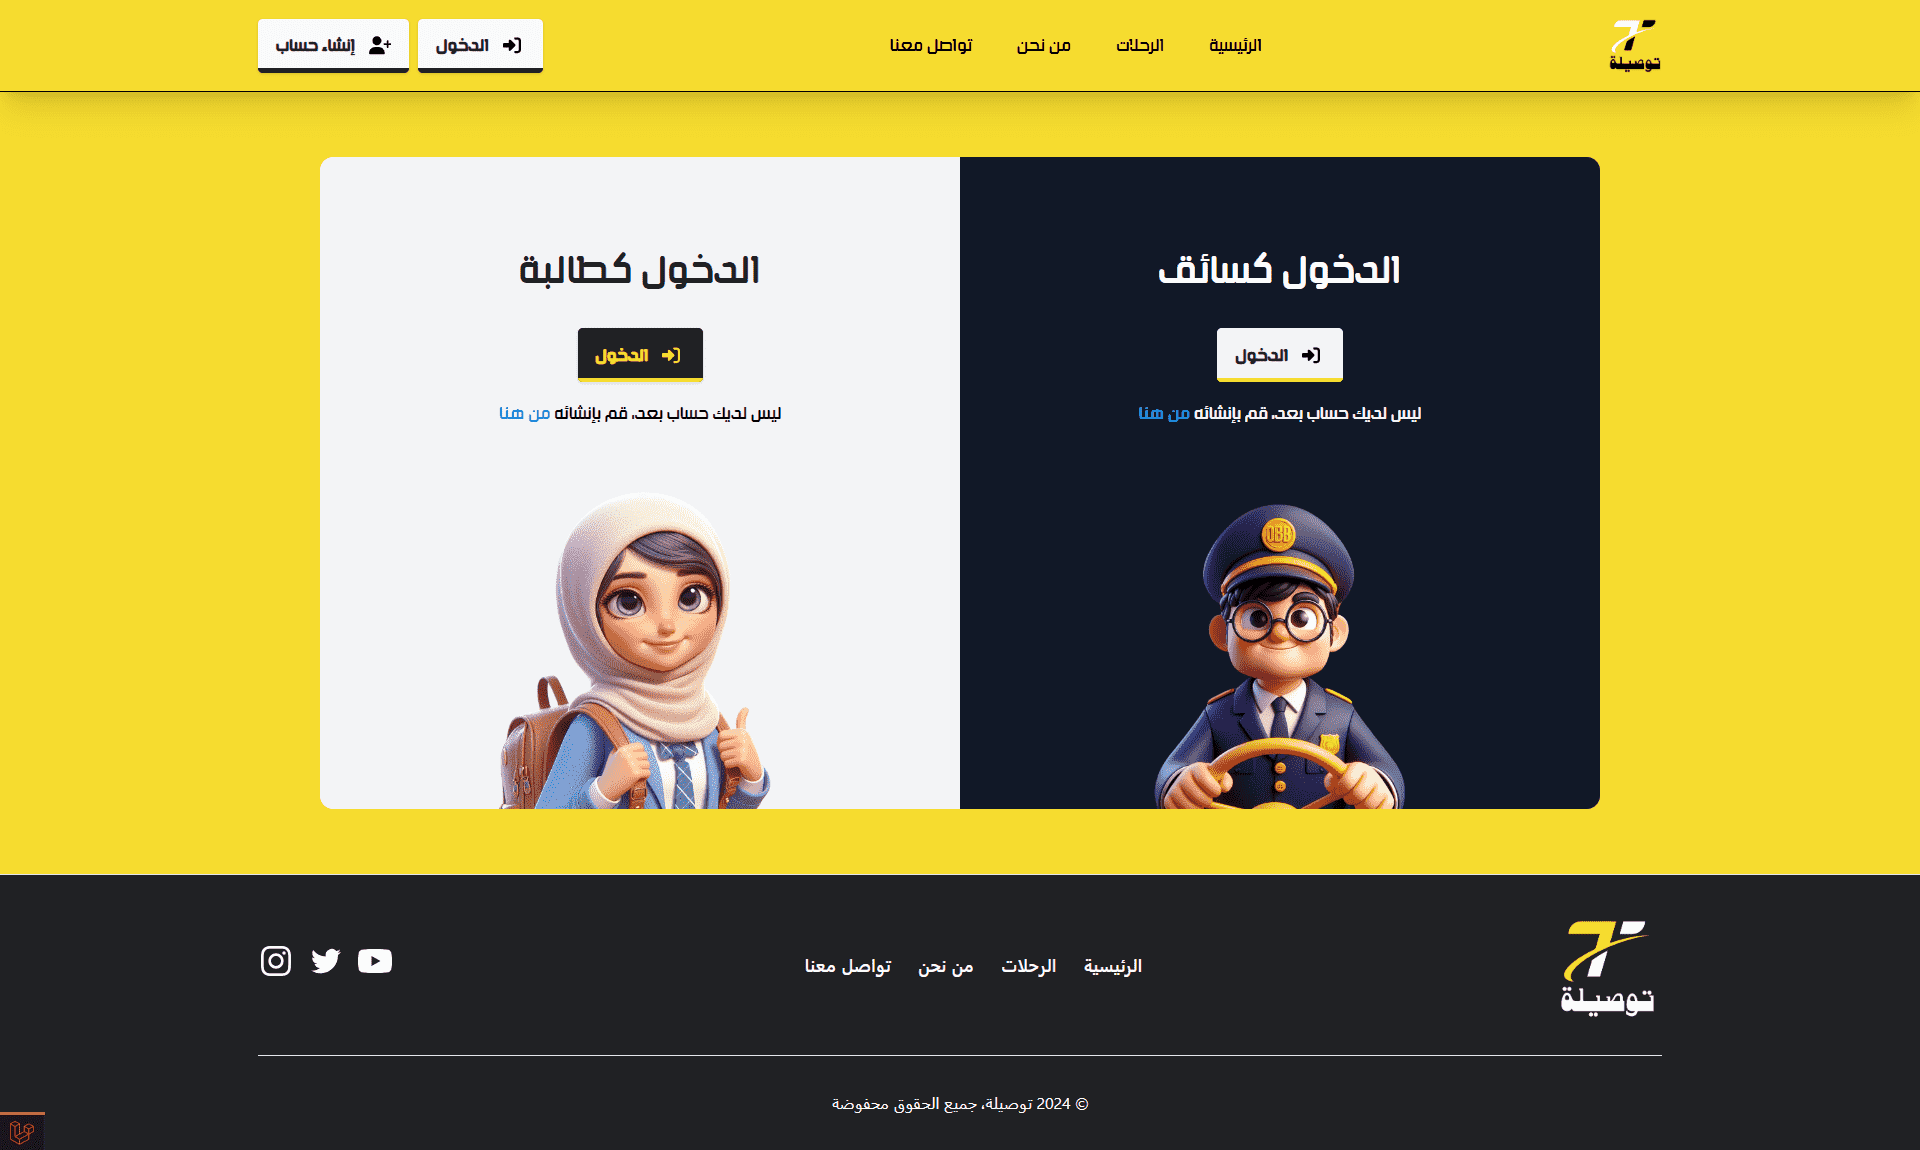 توصيلة
الرئيسية
الرحلات
من نحن
تواصل معنا
الدخول
إنشاء حساب
الدخول كسائق
الدخول
ليس لديك حساب بعد، قم بإنشائه من هنا
الدخول كطالبة
الدخول
ليس لديك حساب بعد، قم بإنشائه من هنا
توصيلة
الرئيسية
الرحلات
من نحن
تواصل معنا
© 2024 توصيلة، جميع الحقوق محفوضة